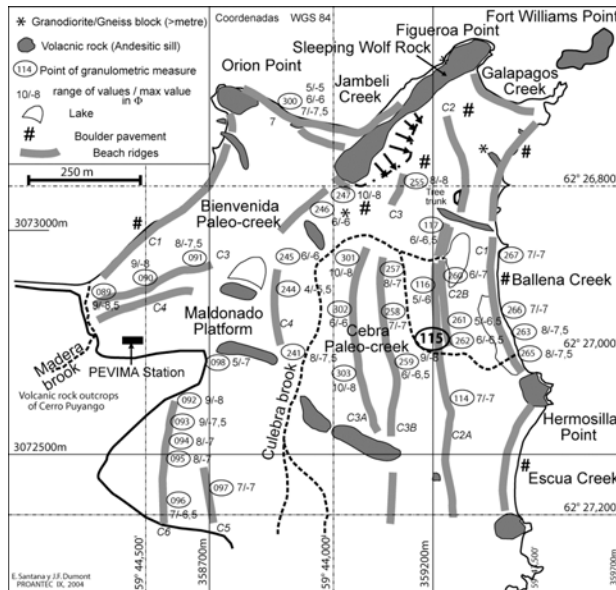 * Granodiorite/Gneiss block (>metre)
Volacnic rock (Andesitic sill)
114 Point of granulometric measure
10/-8 range of values / max value
in Φ
Lake
# Boulder pavement
Beach ridges
250 m
Coordenadas WGS 84
Fort Williams Point
Figueroa Point
Sleeping Wolf Rock
Orion Point
Jambeli
Creek
Galapagos
Creek
300
5/-5
6/-6
7/-7,5
7
C2
#
#
#
255 8/-8
62° 26,800
Tree
trunk
247 10/-8
246
6/-6
*
#
C3
Bienvenida
Paleo-creek
3073000m
#
C1
8/-7,5
091
C3
9/-8
090
089
9/-8,5
C4
245 6/-6
244 4/-5,5
301
10/-8
257
8/-7
117
6/-6,5
C1
267 7/-7
116
5/-6
260 6/-7
C2B
# Ballena Creek
Maldonado
Platform
C4
302
6/-6
258
7/-7
Cebra
Paleo-creek
261 5/-6,5
262 6/-6,5
266 7/-7
263 8/-7,5
265 8/-7,5
62° 27,000
115
Madera
brook
PEVIMA Station
Volcanic rock outcrops
of Cerro Puyango
098 5/-7
241 8/-7,5
303
10/-8
259 9/-8
6/-6,5
Culebra brook
092 9/-8
093 9/-7,5
094 8/-7
095 8/-7
114 7/-7
Hermosilla
Point
C3A
C3B
C2A
3072500m
# Escua Creek
097 7/-7
096
7/-6,5
C6
C5
62° 27,200
59° 44,500'
358700m
59° 44,000'
359200m
359700m
E. Santana y J.F. Dumont
PROANTEC IX, 2004